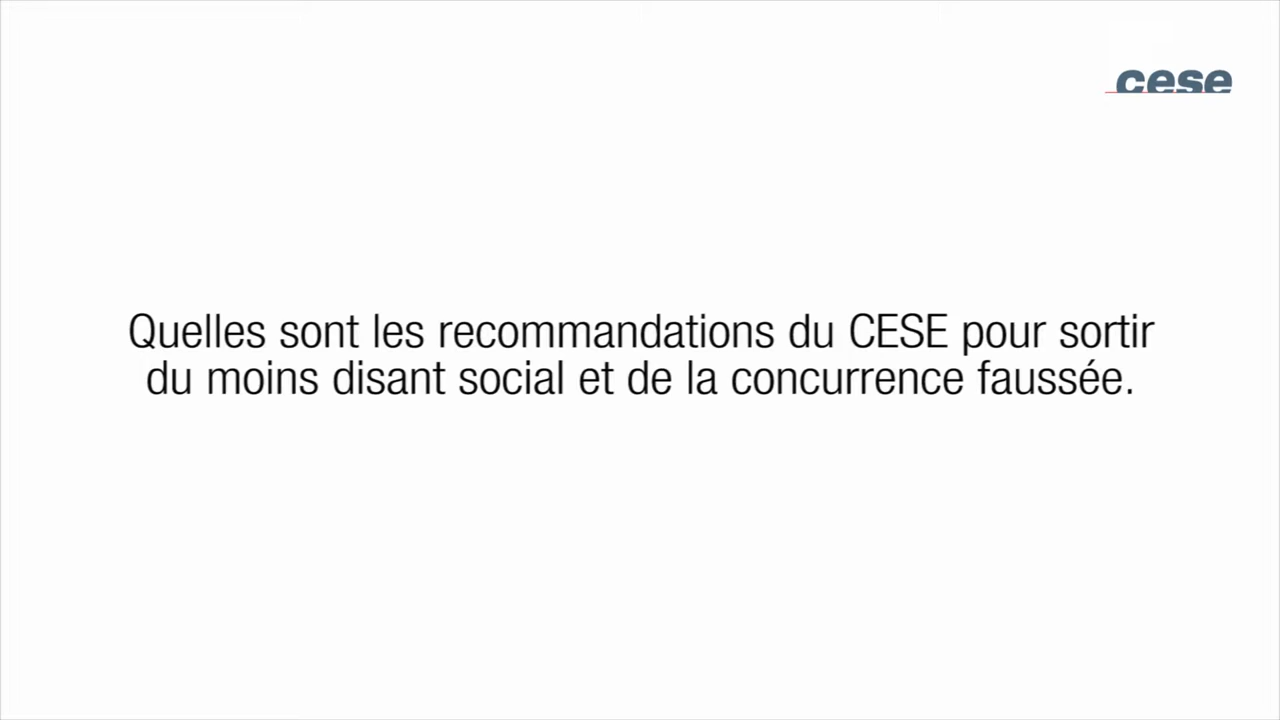 cese
Quelles sont les recommandations du CESE pour sortir
du moins disant social et de la concurrence faussée.